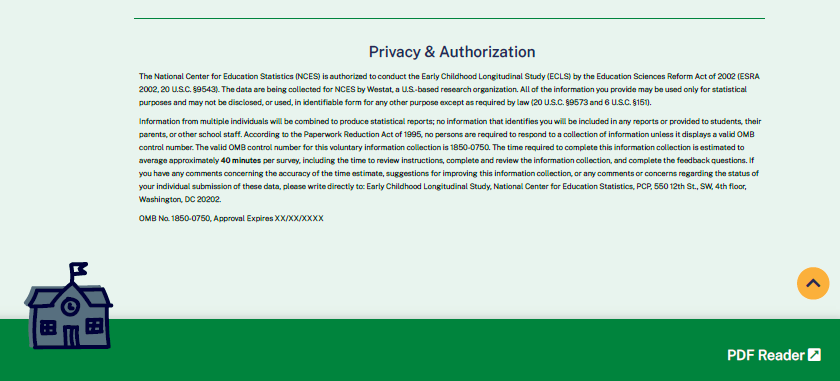 Privacy & Authorization
The National Center for Education Statistics (NCES) is authorized to conduct the Early Childhood Longitudinal Study (ECLS) by the Education Sciences Reform Act of 2002 (ESRA
2002, 20 U.S.C. §9543). The data are being collected for NCES by Westat, a U.S.-based research organization. All of the information you provide may be used only for statistical
purposes and may not be disclosed, or used, in identifiable form for any other purpose except as required by law (20 U.S.C. §9573 and 6 U.S.C. §151).
Information from multiple individuals will be combined to produce statistical reports; no information that identifies you will be included in any reports or provided to students, their
parents, or other school staff. According to the Paperwork Reduction Act of 1995, no persons are required to respond to a collection of information unless it displays a valid OMB
control number. The valid OMB control number for this voluntary information collection is 1850-0750. The time required to complete this information collection is estimated to
average approximately 40 minutes per survey, including the time to review instructions, complete and review the information collection, and complete the feedback questions. If
you have any comments concerning the accuracy of the time estimate, suggestions for improving this information collection, or any comments or concerns regarding the status of
your individual submission of these data, please write directly to: Early Childhood Longitudinal Study, National Center for Education Statistics, PCP, 550 12th St., SW, 4th floor,
Washington, DC 20202.
OMB No. 1850-0750, Approval Expires XX/XX/XXXX
PDF Reader